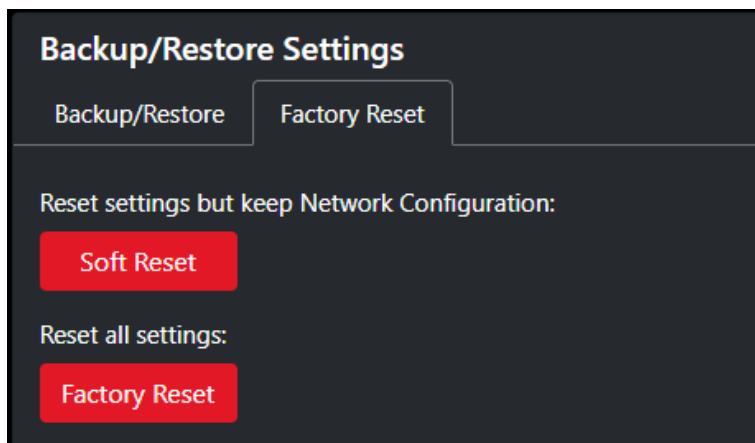 Backup/Restore Settings
Backup/Restore Factory Reset
Reset settings but keep Network Configuration:
Soft Reset
Reset all settings:
Factory Reset